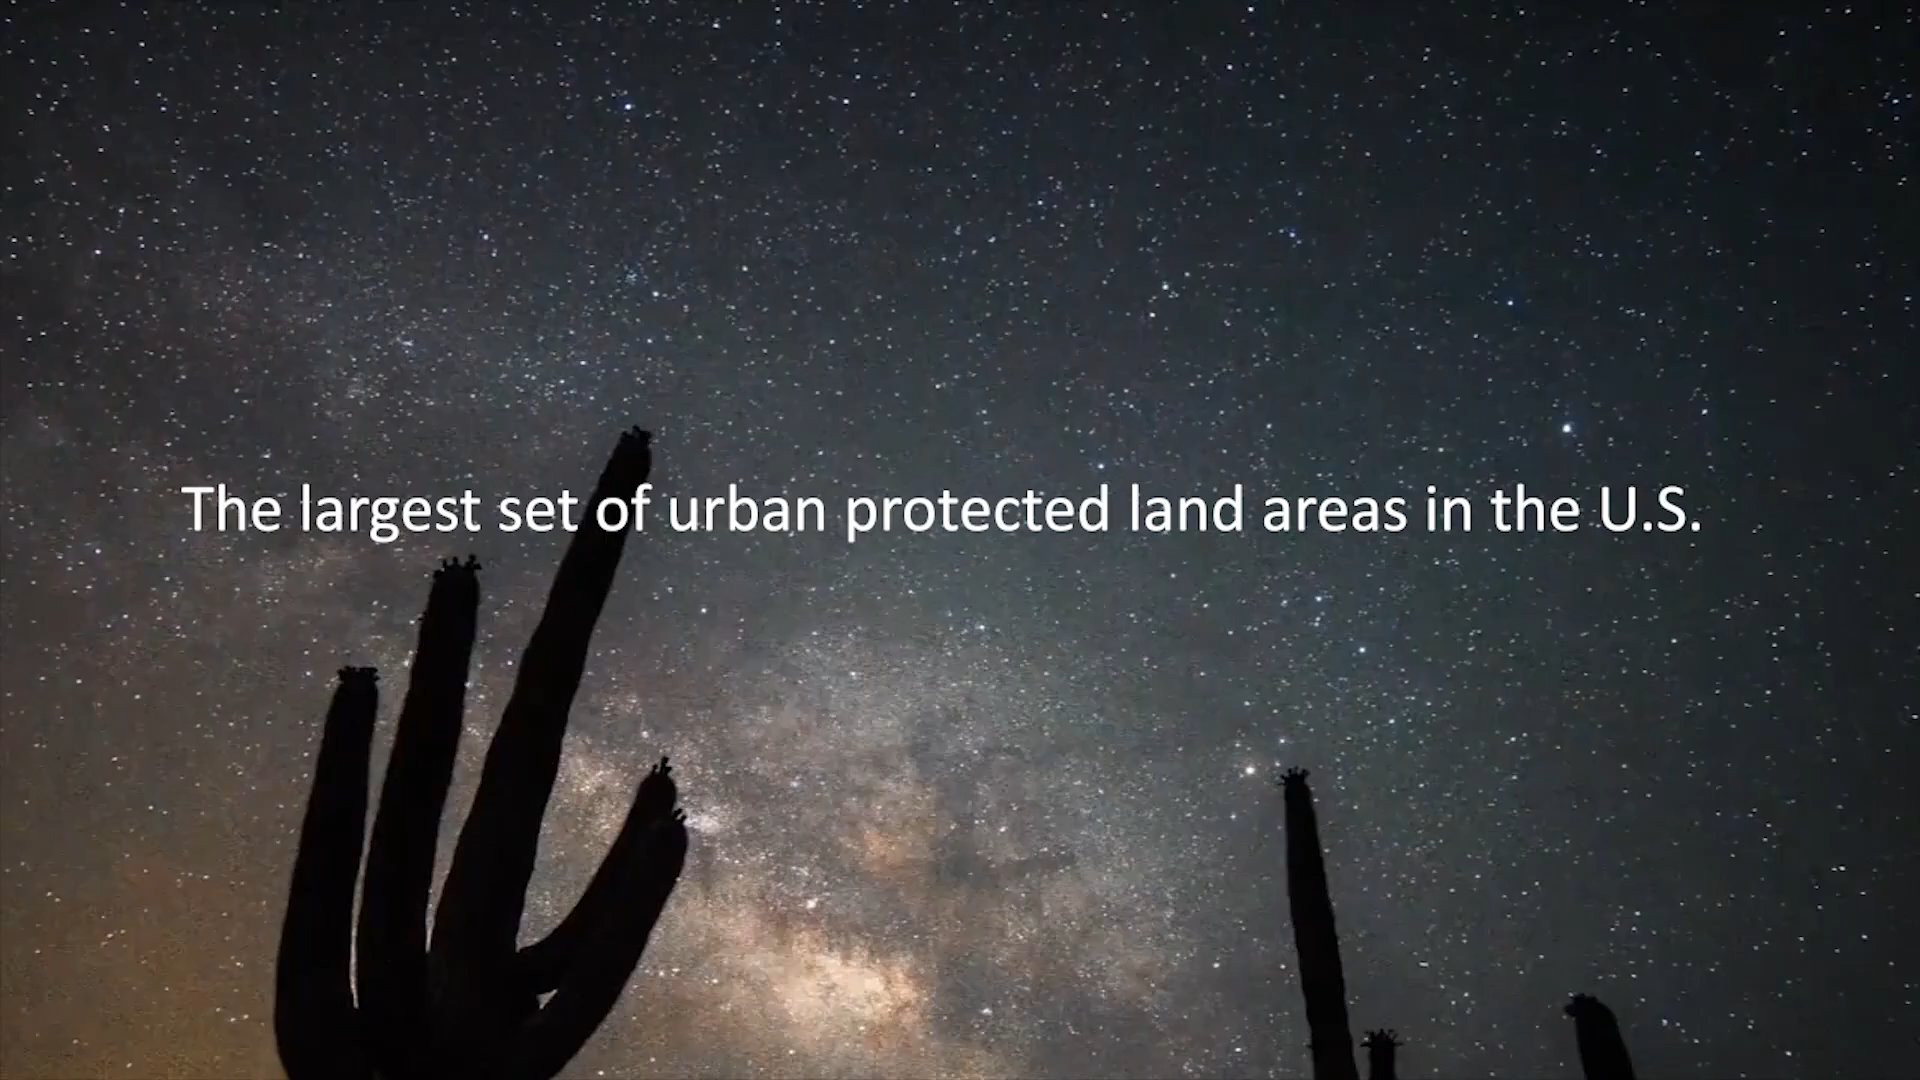 The largest set of urban protected land areas in the U.S.